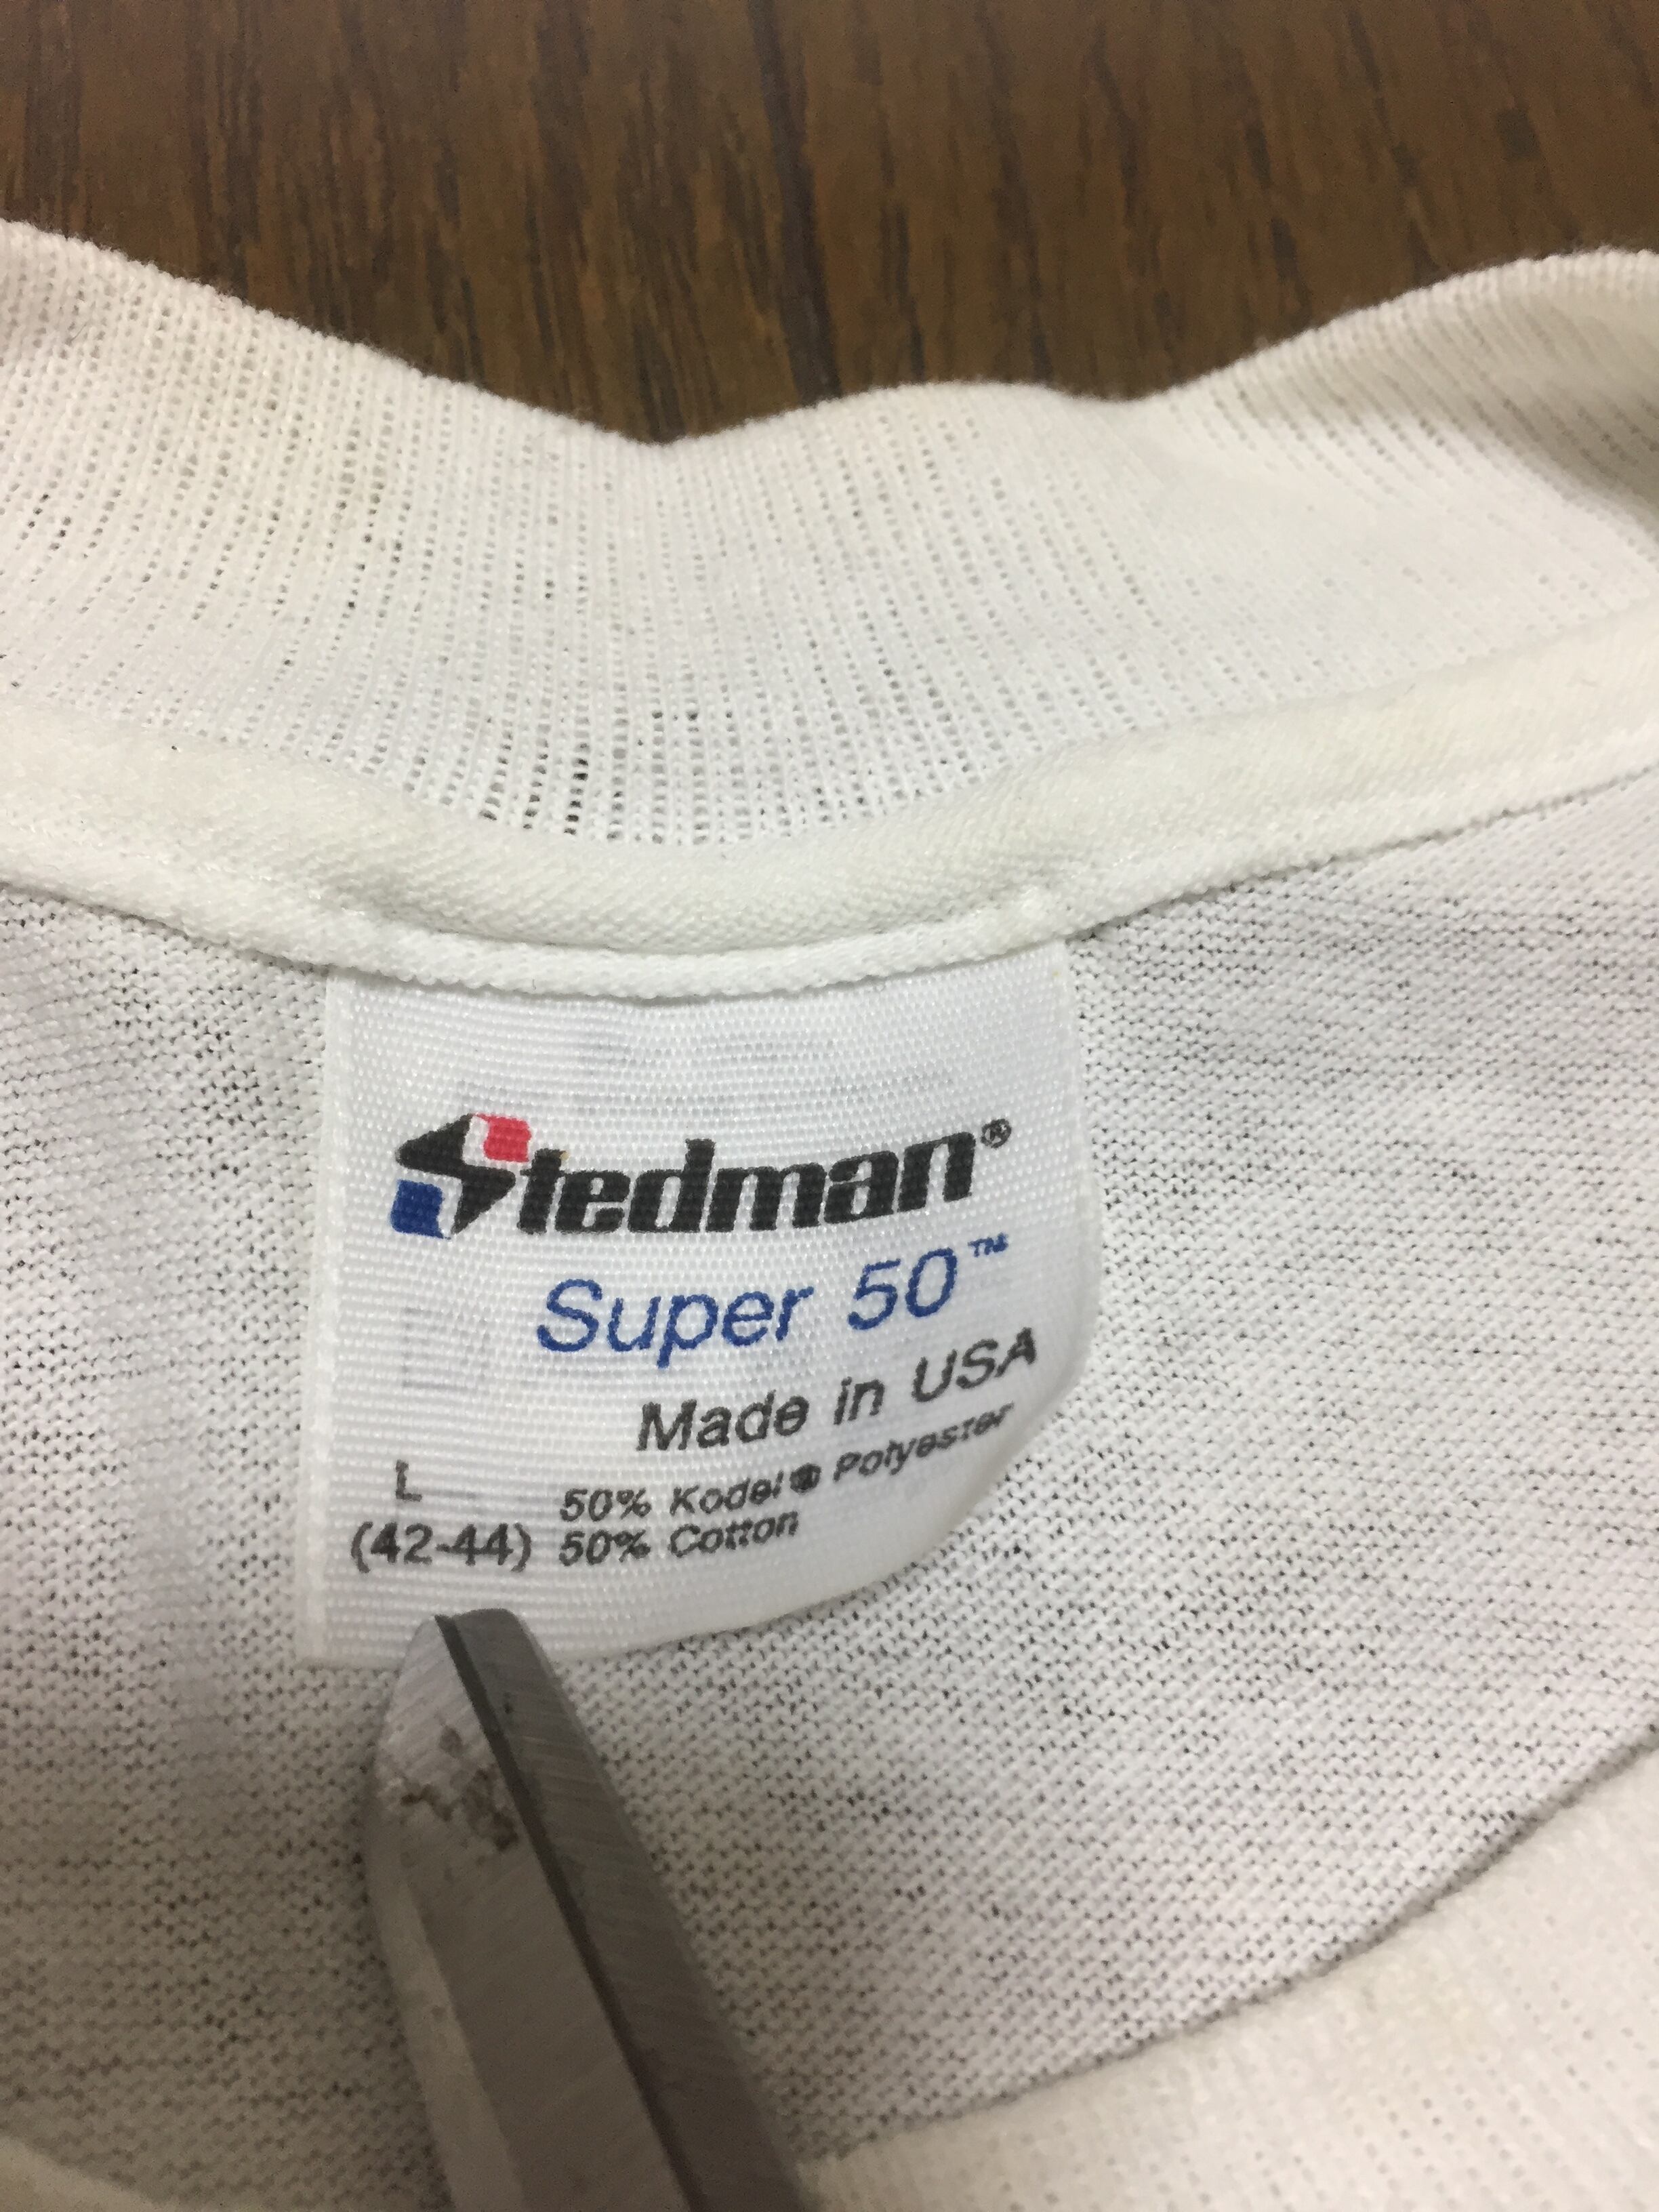 Stedman®
Super 50™
Made in USA
L
50% Kodel® Polyester
(42-44) 50% Cotton